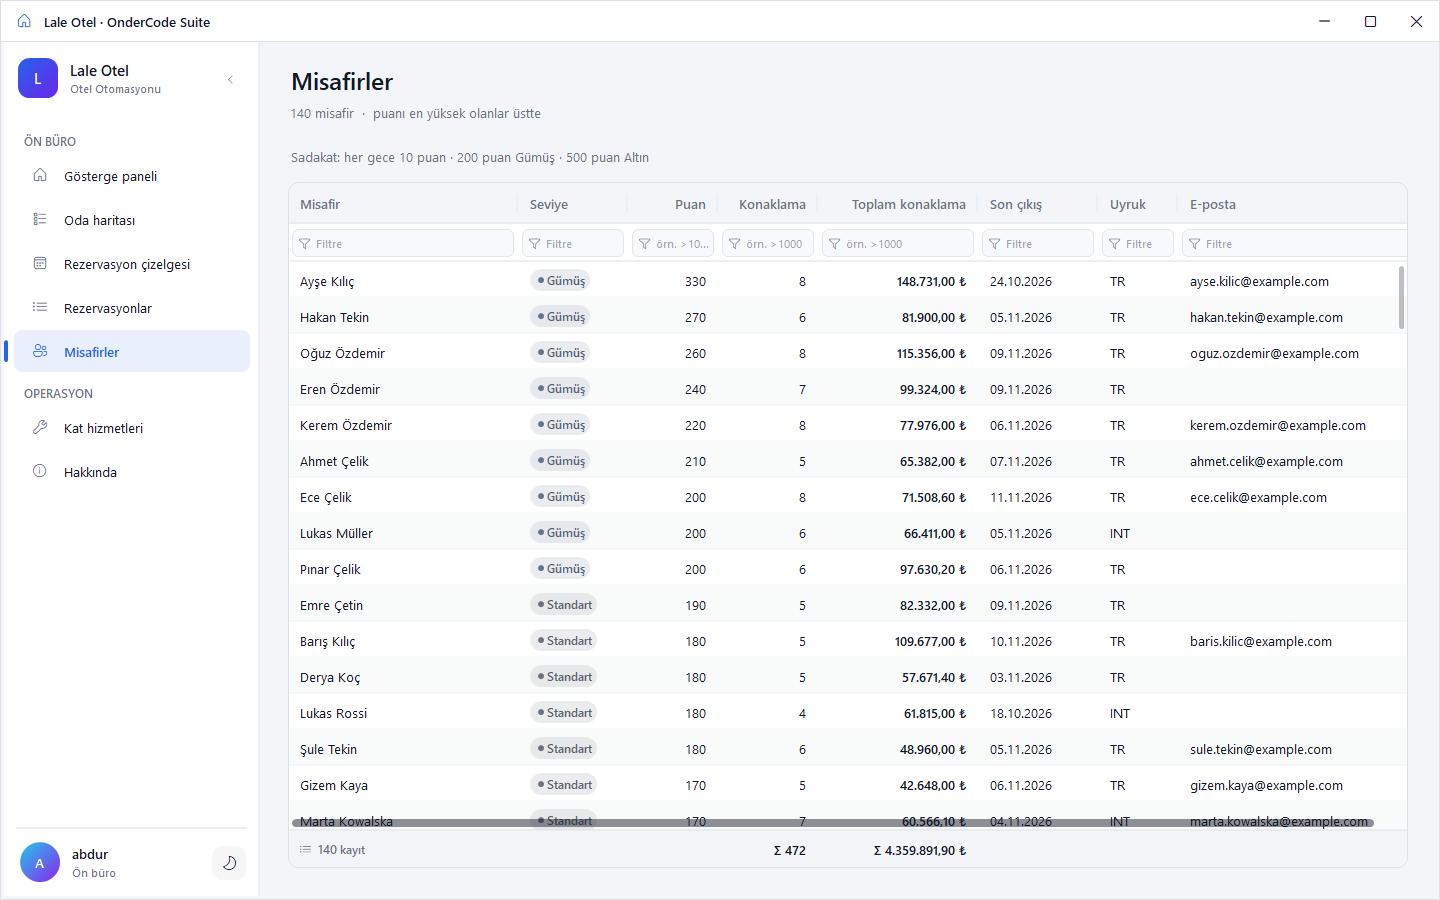 Lale Otel · OnderCode Suite
L
Lale Otel
Otel Otomasyonu
ÖN BÜRO
Gösterge paneli
Oda haritası
Rezervasyon çizelgesi
Rezervasyonlar
Misafirler
OPERASYON
Kat hizmetleri
Hakkında
A
abdur
Ön büro
Misafirler
140 misafir · puanı en yüksek olanlar üstte
Sadakat: her gece 10 puan · 200 puan Gümüş · 500 puan Altın
Misafir Seviye Puan Konaklama Toplam konaklama Son çıkış Uyruk E-posta
Filtre Filtre örn. >10... örn. >1000 örn. >1000 Filtre Filtre Filtre
Ayşe Kılıç Gümüş 330 8 148.731,00 ₺ 24.10.2026 TR ayse.kilic@example.com
Hakan Tekin Gümüş 270 6 81.900,00 ₺ 05.11.2026 TR hakan.tekin@example.com
Oğuz Özdemir Gümüş 260 8 115.356,00 ₺ 09.11.2026 TR oguz.ozdemir@example.com
Eren Özdemir Gümüş 240 7 99.324,00 ₺ 09.11.2026 TR
Kerem Özdemir Gümüş 220 8 77.976,00 ₺ 06.11.2026 TR kerem.ozdemir@example.com
Ahmet Çelik Gümüş 210 5 65.382,00 ₺ 07.11.2026 TR ahmet.celik@example.com
Ece Çelik Gümüş 200 8 71.508,60 ₺ 11.11.2026 TR ece.celik@example.com
Lukas Müller Gümüş 200 6 66.411,00 ₺ 05.11.2026 INT
Pınar Çelik Gümüş 200 6 97.630,20 ₺ 06.11.2026 TR
Emre Çetin Standart 190 5 82.332,00 ₺ 09.11.2026 TR
Barış Kılıç Standart 180 5 109.677,00 ₺ 10.11.2026 TR baris.kilic@example.com
Derya Koç Standart 180 5 57.671,40 ₺ 03.11.2026 TR
Lukas Rossi Standart 180 4 61.815,00 ₺ 18.10.2026 INT
Şule Tekin Standart 180 6 48.960,00 ₺ 05.11.2026 TR sule.tekin@example.com
Gizem Kaya Standart 170 5 42.648,00 ₺ 06.11.2026 TR gizem.kaya@example.com
Marta Kowalska Standart 170 7 60.566,10 ₺ 04.11.2026 INT marta.kowalska@example.com
140 kayıt Σ 472 Σ 4.359.891,90 ₺